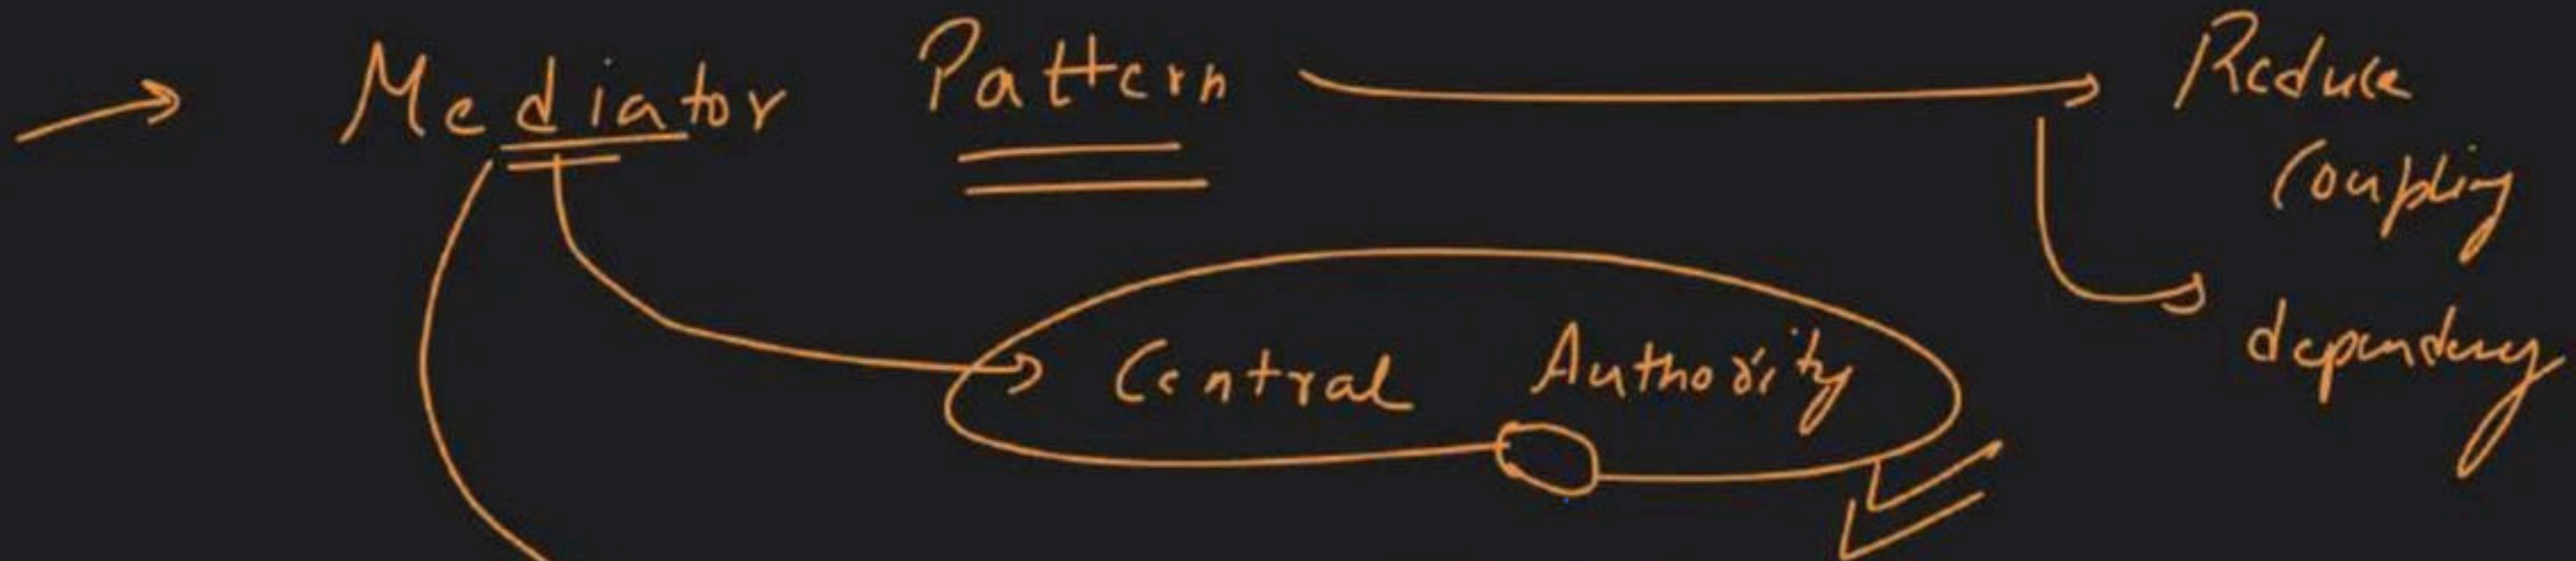 Mediator Pattern Reduce
Coupling
dependency
Central Authority